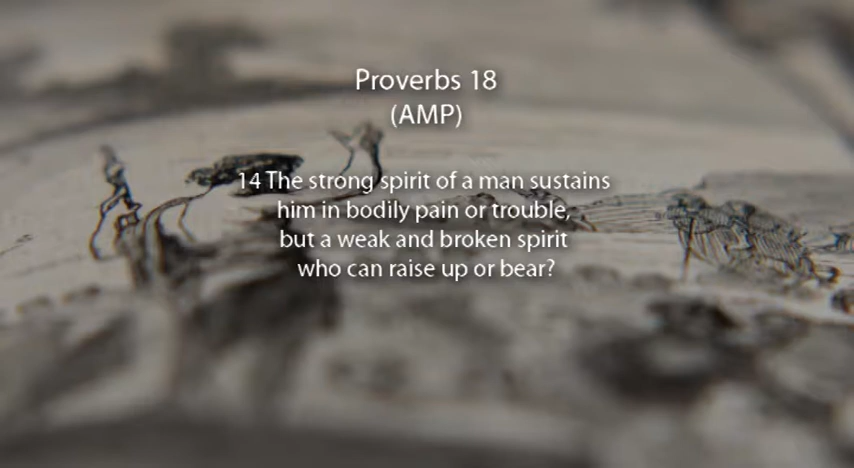 Proverbs 18
(AMP)
14 The strong spirit of a man sustains
him in bodily pain or trouble,
but a weak and broken spirit
who can raise up or bear?